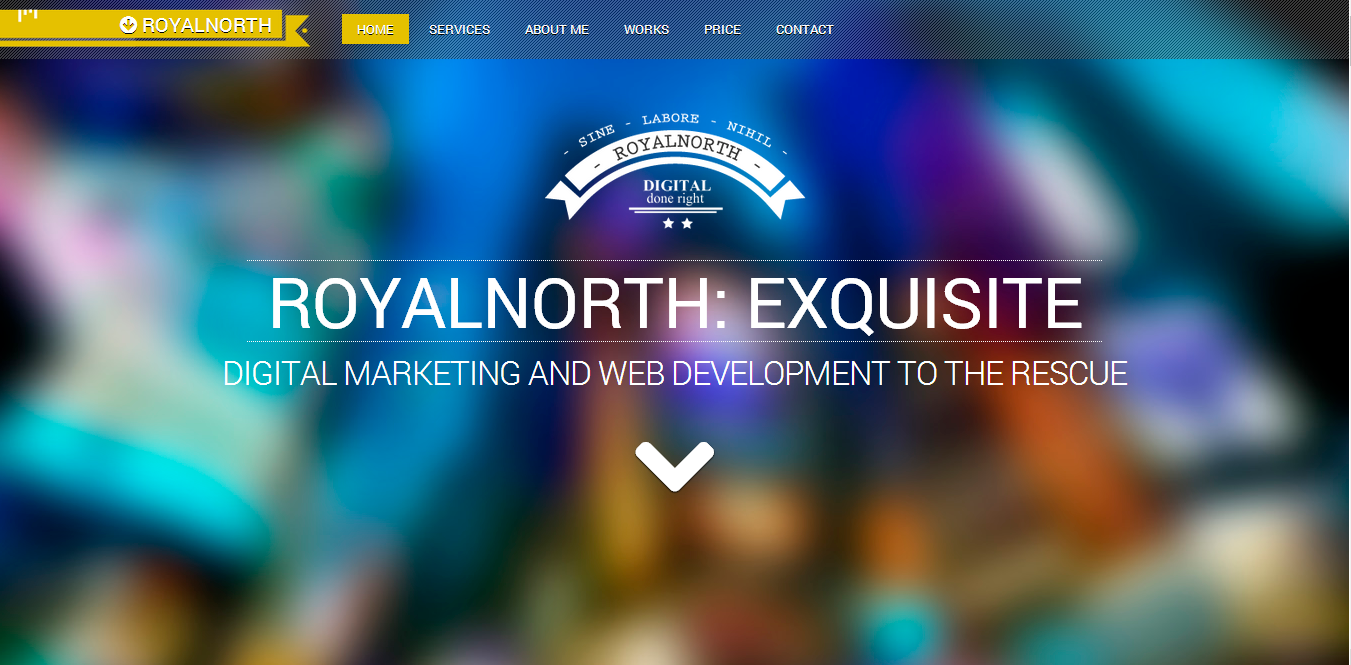 ROYALNORTH
HOME SERVICES ABOUT ME WORKS PRICE CONTACT
- SINE - LABORE - NIHIL -
- ROYALNORTH -
DIGITAL
done right
ROYALNORTH: EXQUISITE
DIGITAL MARKETING AND WEB DEVELOPMENT TO THE RESCUE